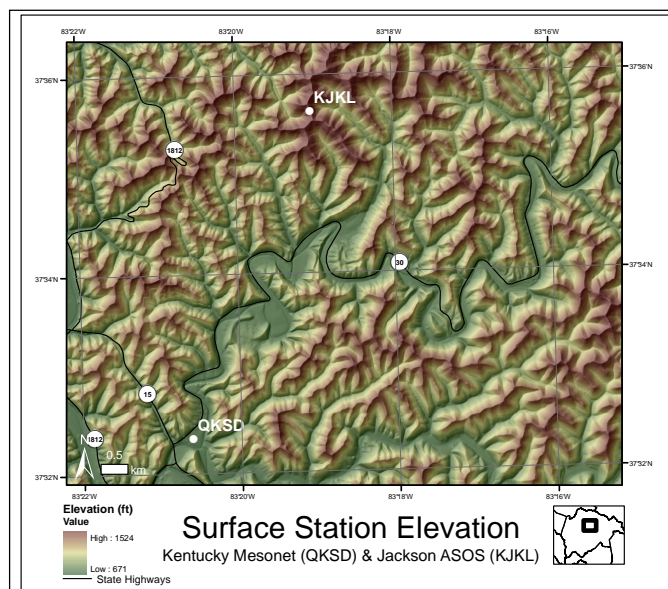 83°22'W
83°20'W
83°18'W
83°16'W
37°56'N
37°56'N
KJKL
1812
37°54'N
37°54'N
30
15
QKSD
1812
0.5
km
N
37°52'N
37°52'N
83°22'W
83°20'W
83°18'W
83°16'W
Elevation (ft)
Value
High : 1524
Low : 671
State Highways
Surface Station Elevation
Kentucky Mesonet (QKSD) & Jackson ASOS (KJKL)